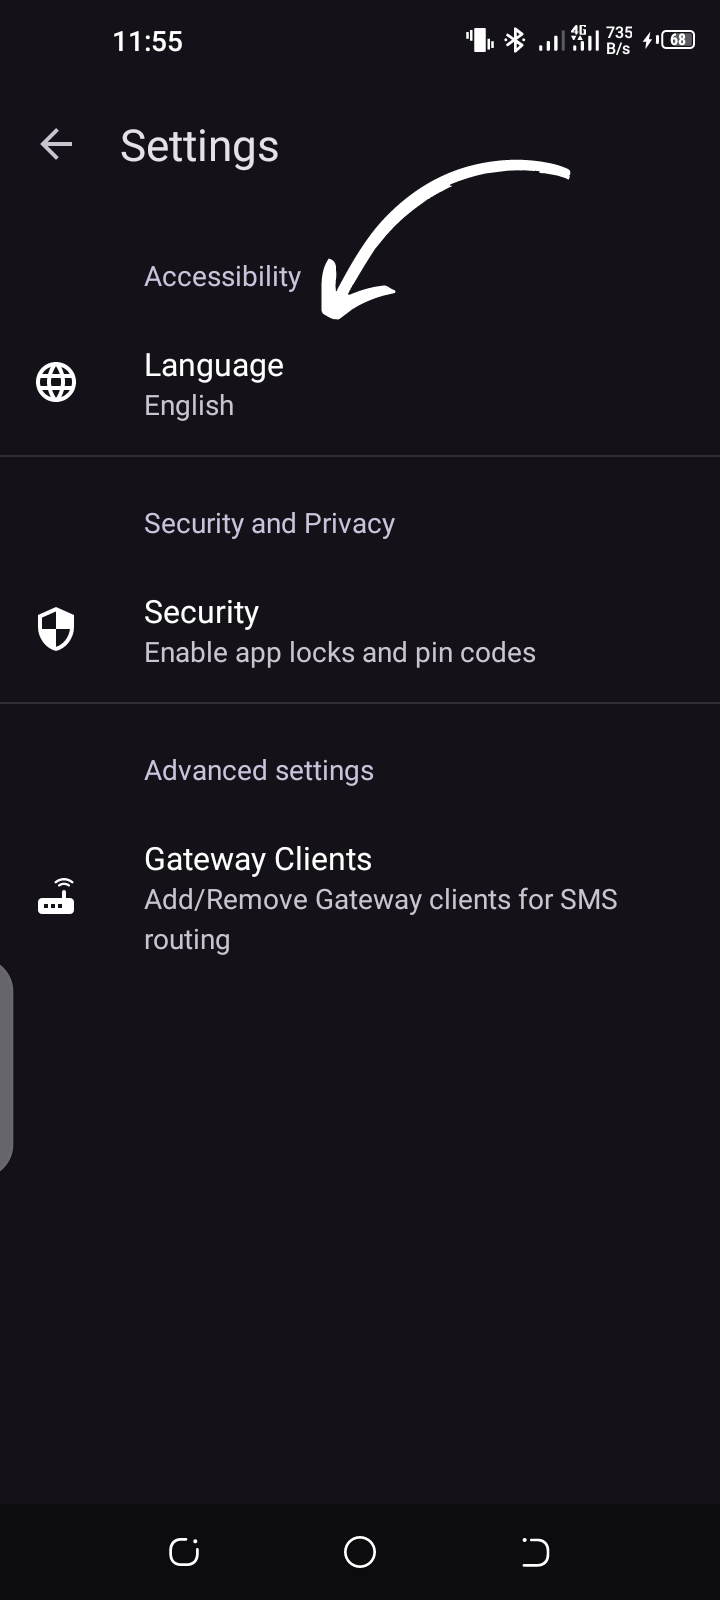 11:55
4G
735
B/s
68
Settings
Accessibility
Language
English
Security and Privacy
Security
Enable app locks and pin codes
Advanced settings
Gateway Clients
Add/Remove Gateway clients for SMS
routing